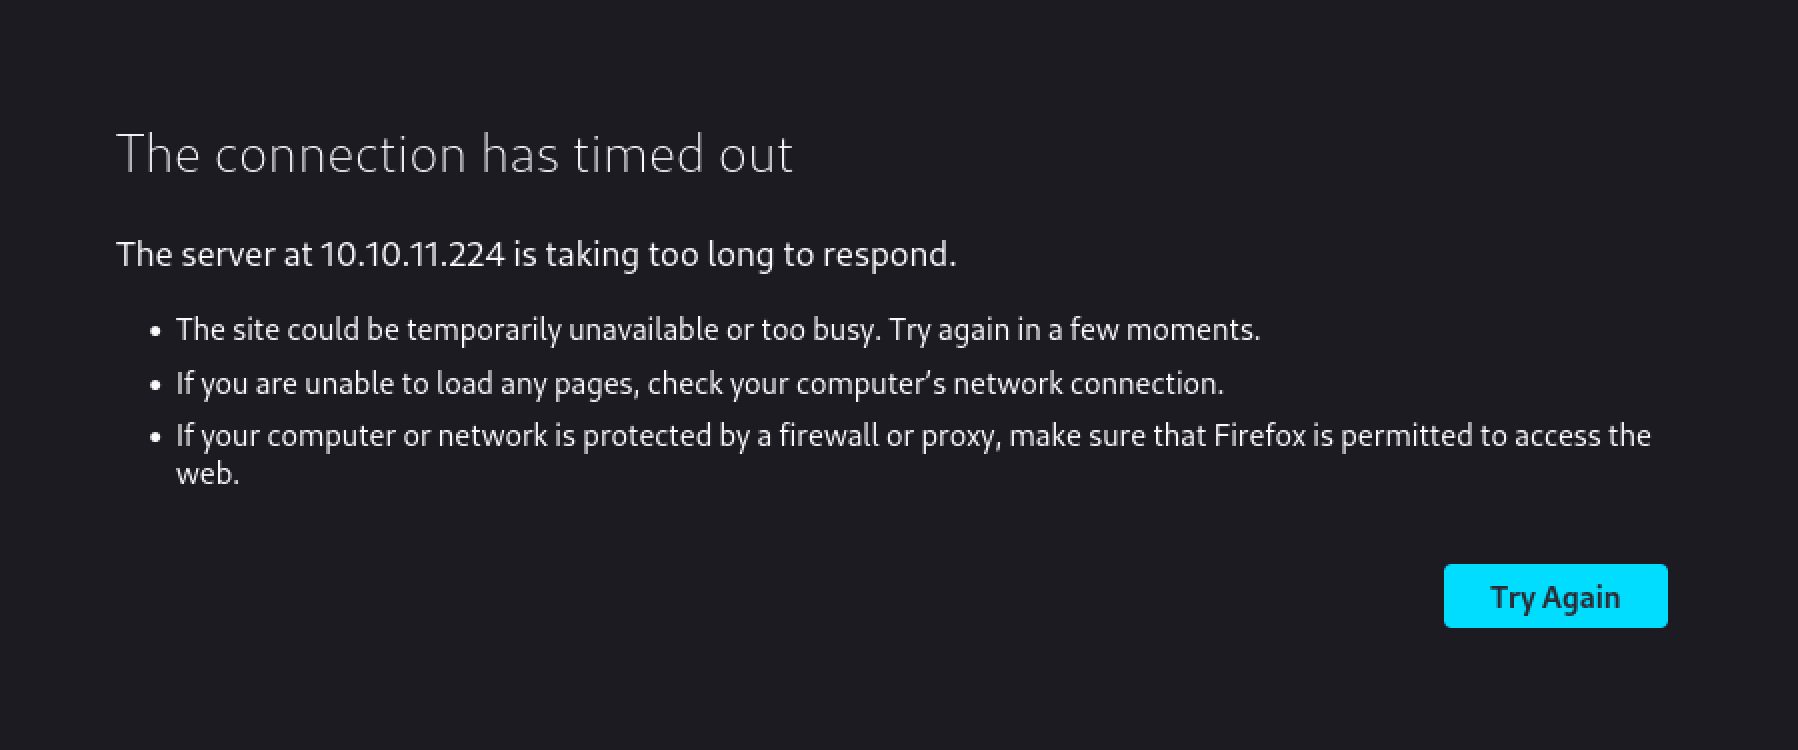 The connection has timed out
The server at 10.10.11.224 is taking too long to respond.
• The site could be temporarily unavailable or too busy. Try again in a few moments.
• If you are unable to load any pages, check your computer’s network connection.
• If your computer or network is protected by a firewall or proxy, make sure that Firefox is permitted to access the
web.
Try Again